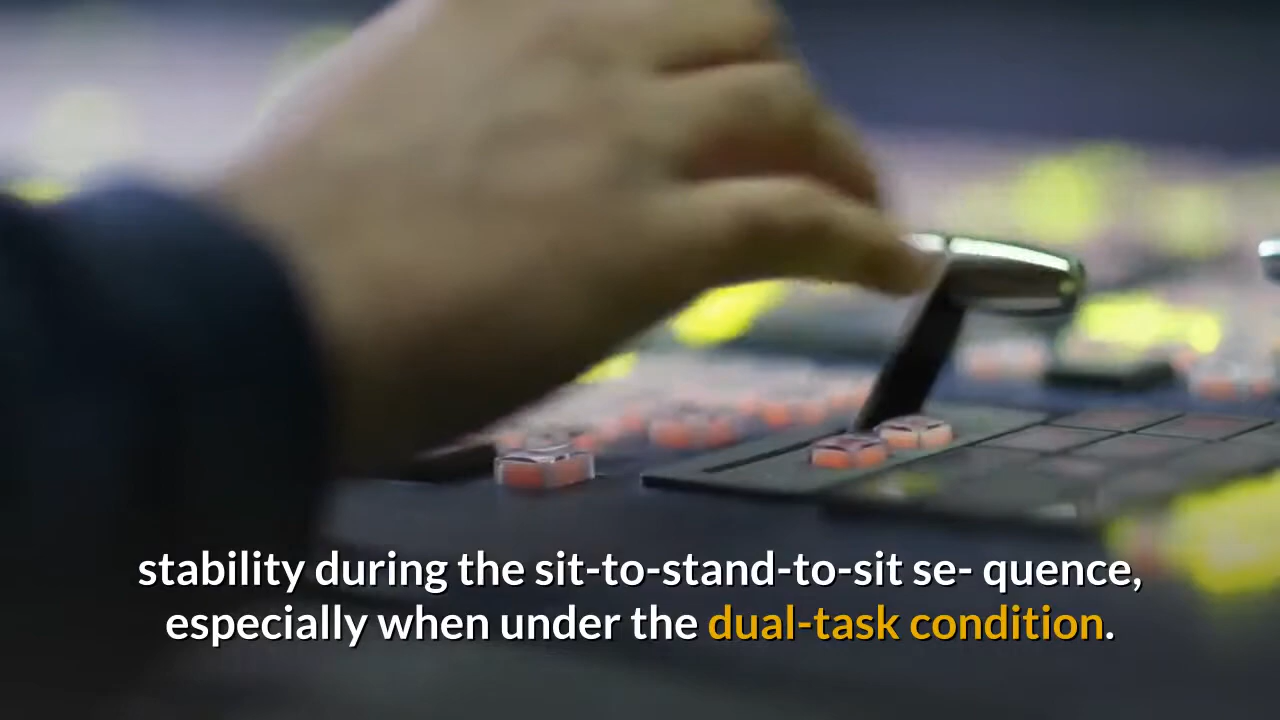 stability during the sit-to-stand-to-sit se- quence,
especially when under the dual-task condition.